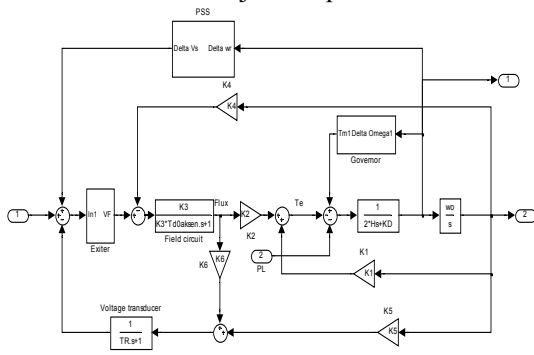 PSS
Delta Vs
Delta wr
1
K4
K4
Tm1 Delta Omega1
Governor
1
In1
VF
Exiter
K3
K3*Td0aksen.s+1
Field circuit
Flux
K2
K2
Te
1
2*Hs+KD
wo
s
2
2
PL
K6
K6
K1
K1
K5
K5
Voltage transducer
1
TR.s+1